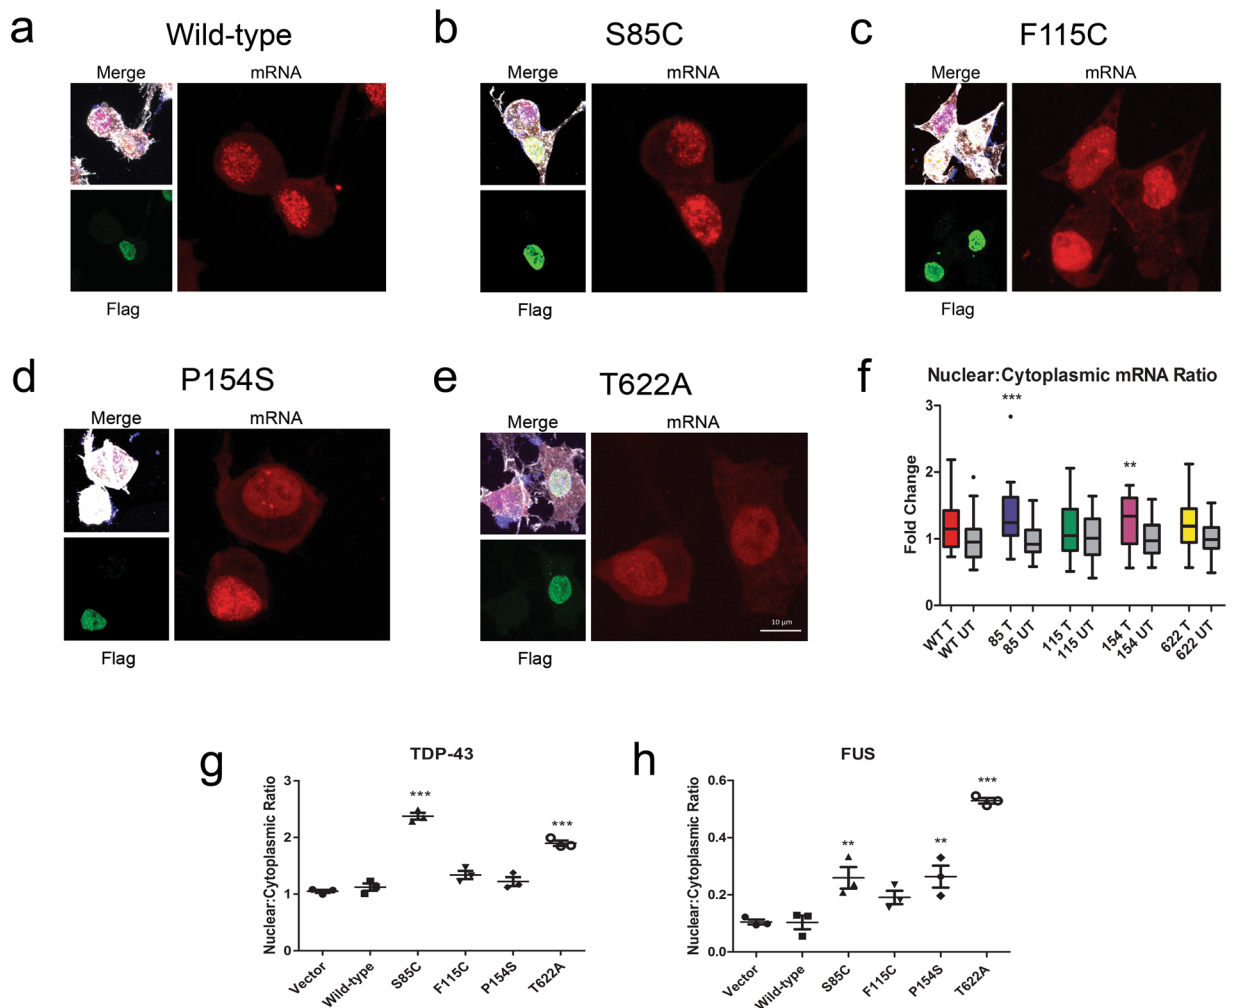 a
Wild-type
Merge
mRNA
Flag
b
S85C
Merge
mRNA
Flag
c
F115C
Merge
mRNA
Flag
d
P154S
Merge
mRNA
Flag
e
T622A
Merge
mRNA
10 µm
Flag
f
Nuclear:Cytoplasmic mRNA Ratio
Fold Change
3
2
1
0
***
**
WT T
WT UT
85 T
85 UT
115 T
115 UT
154 T
154 UT
622 T
622 UT
g
TDP-43
Nuclear:Cytoplasmic Ratio
3
2
1
0
***
***
Vector
Wild-type
S85C
F115C
P154S
T622A
h
FUS
Nuclear:Cytoplasmic Ratio
0.6
0.4
0.2
0.0
**
**
***
Vector
Wild-type
S85C
F115C
P154S
T622A